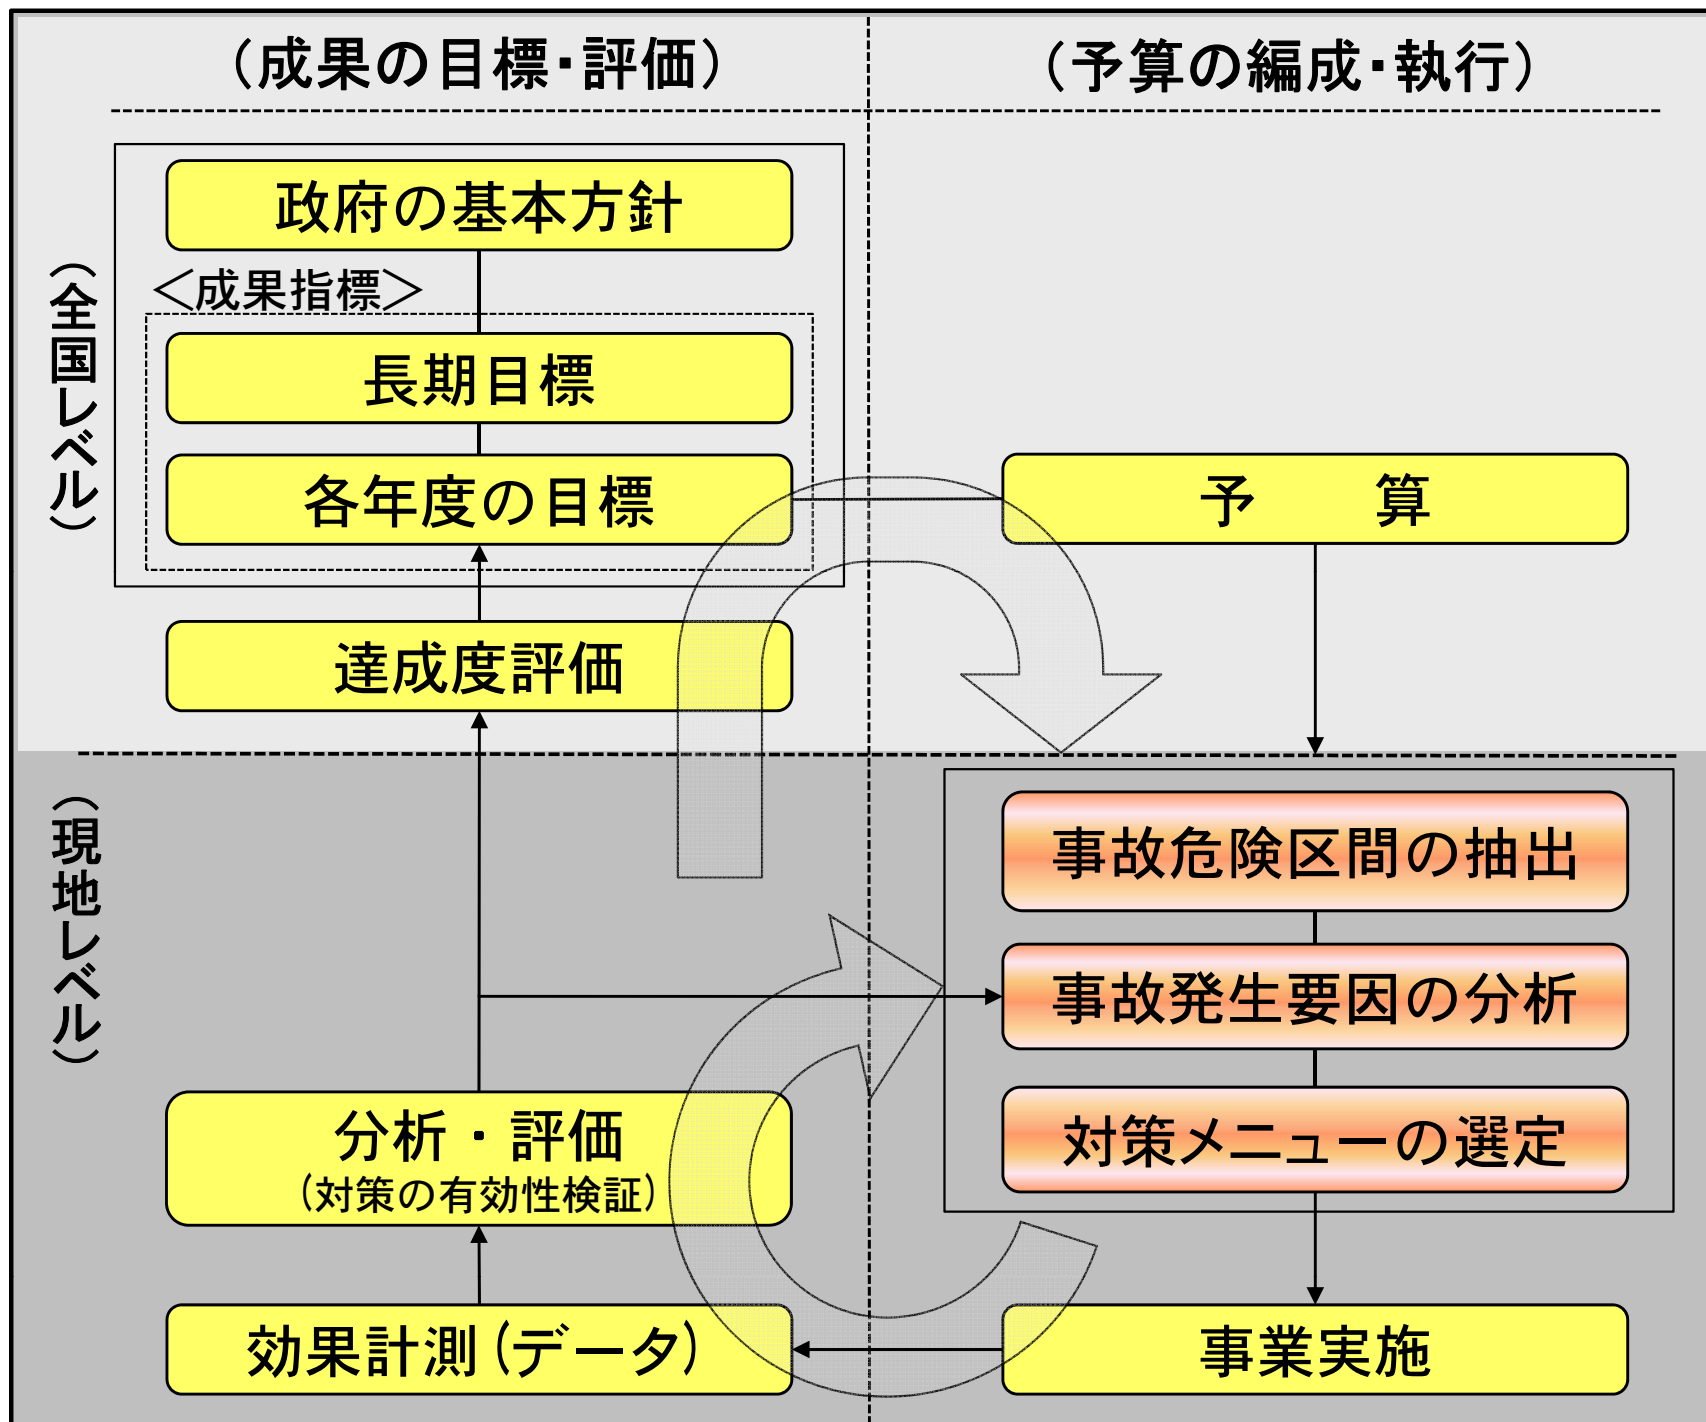 （成果の目標・評価）
（予算の編成・執行）
（全国レベル）
政府の基本方針
＜成果指標＞
長期目標
各年度の目標
達成度評価
予　算
（現地レベル）
事故危険区間の抽出
事故発生要因の分析
対策メニューの選定
分析・評価
（対策の有効性検証）
効果計測（データ）
事業実施